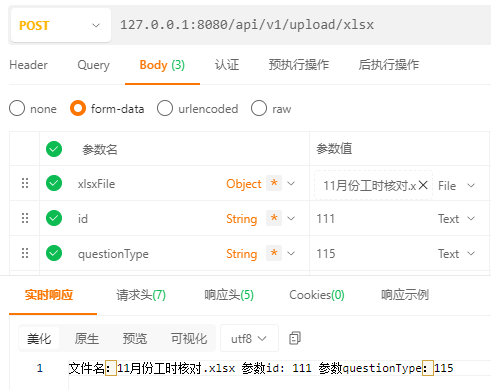 POST 127.0.0.1:8080/api/v1/upload/xlsx
Header Query Body (3) 认证 预执行操作 后执行操作
none form-data urlencoded raw
参数名 参数值
xlsxFile Object * 11月份工时核对.x File
id String * 111 Text
questionType String * 115 Text
实时响应 请求头(7) 响应头(5) Cookies(0) 响应示例
美化 原生 预览 可视化 utf8
1 文件名：11月份工时核对.xlsx 参数id: 111 参数questionType：115